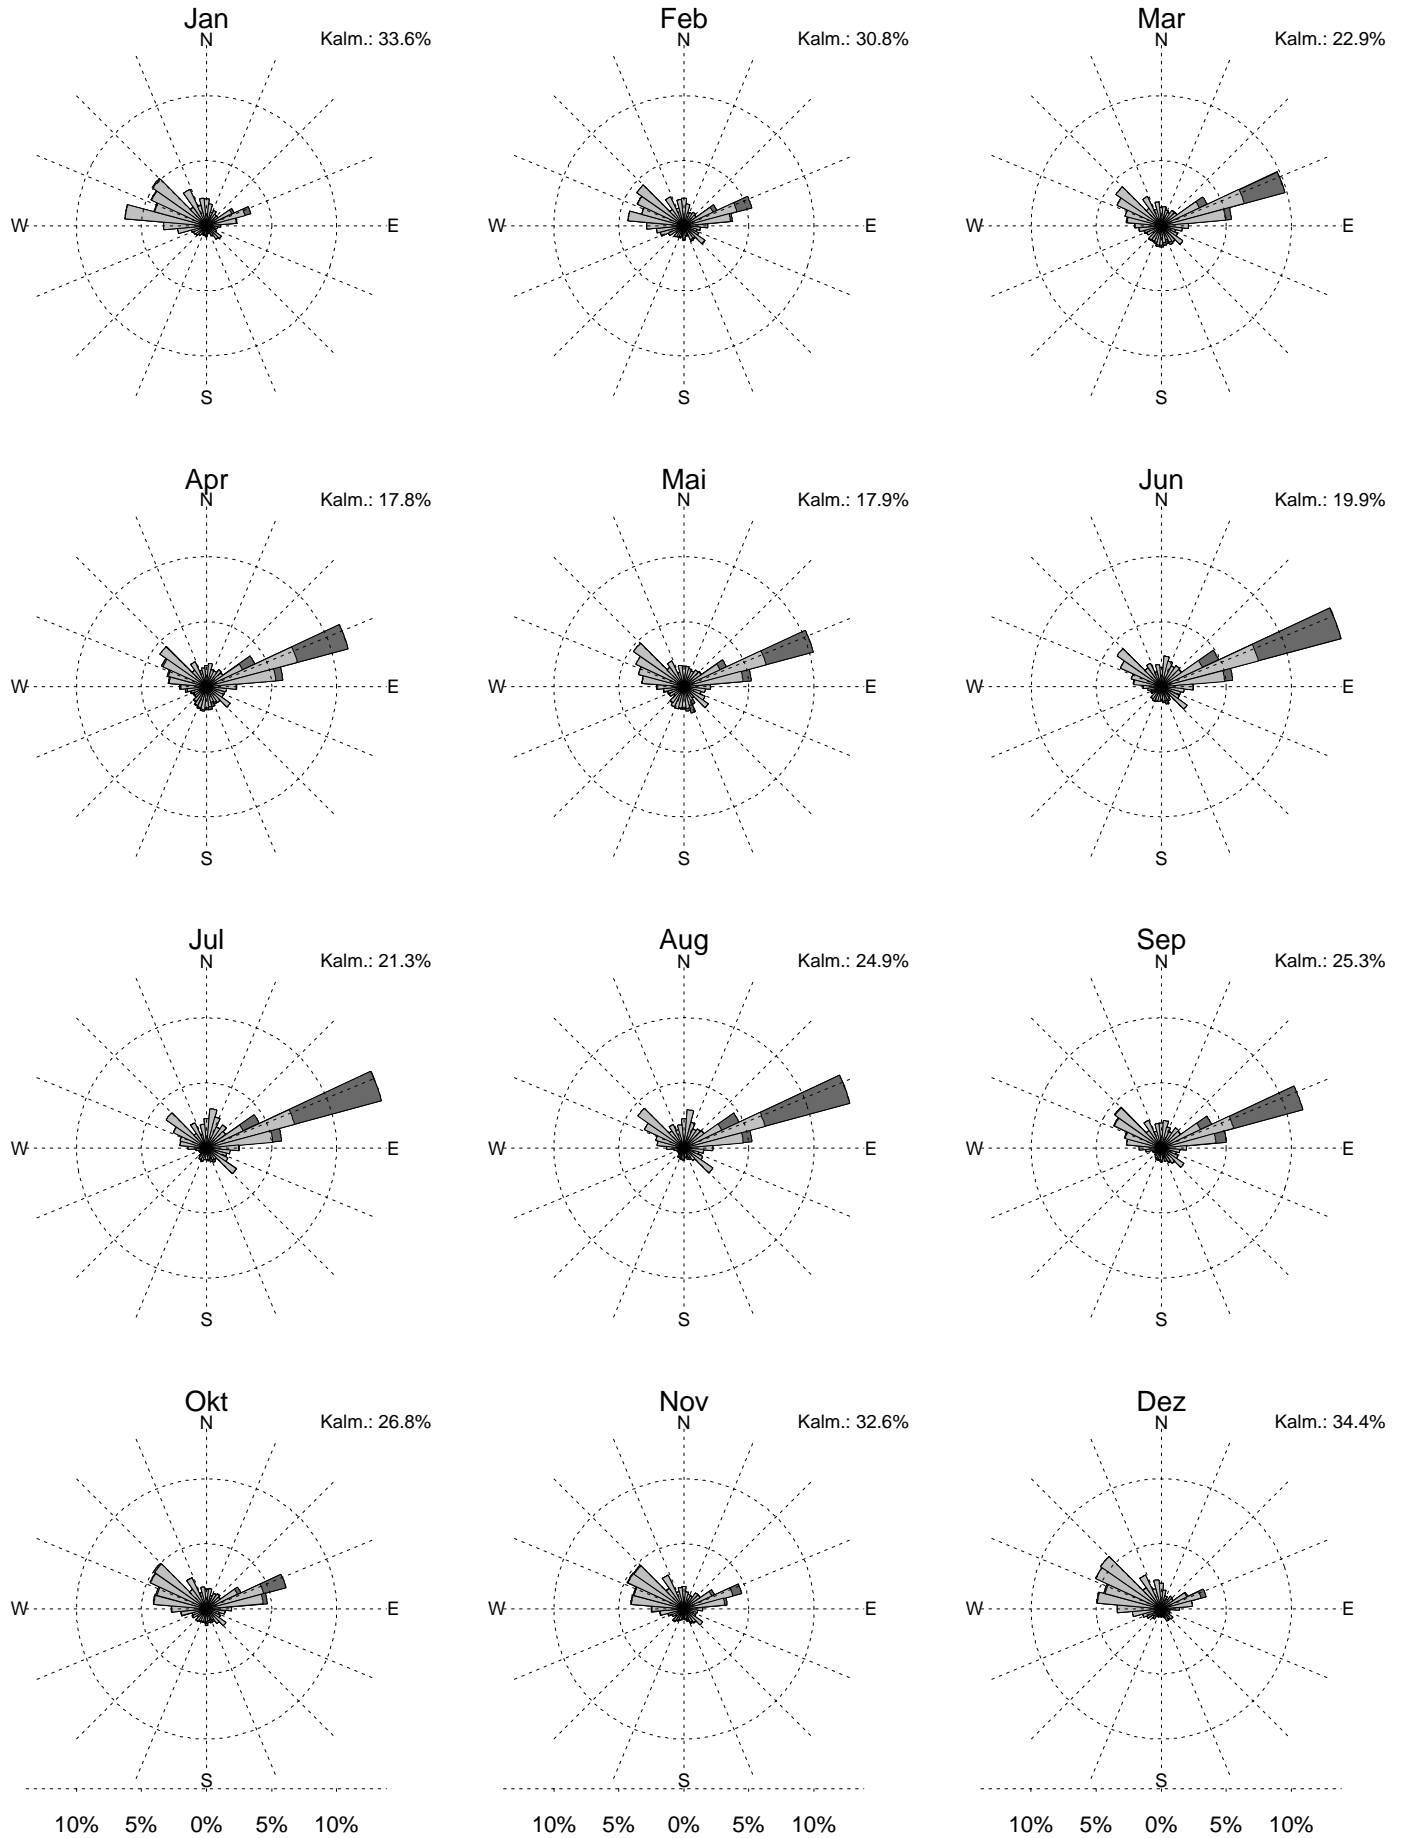 Jan Feb Mar
N Kalm.: 33.6% N Kalm.: 30.8% N Kalm.: 22.9%
W E W E W E
S S S
Apr Mai Jun
N Kalm.: 17.8% N Kalm.: 17.9% N Kalm.: 19.9%
W E W E W E
S S S
Jul Aug Sep
N Kalm.: 21.3% N Kalm.: 24.9% N Kalm.: 25.3%
W E W E W E
S S S
Okt Nov Dez
N Kalm.: 26.8% N Kalm.: 32.6% N Kalm.: 34.4%
W E W E W E
S S S
10% 5% 0% 5% 10% 10% 5% 0% 5% 10% 10% 5% 0% 5% 10%